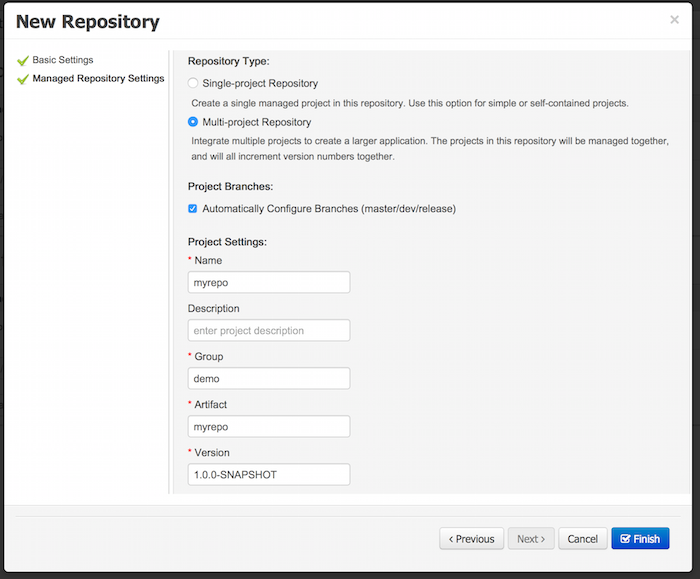 New Repository
×
Basic Settings
Managed Repository Settings
Repository Type:
Single-project Repository
Create a single managed project in this repository. Use this option for simple or self-contained projects.
Multi-project Repository
Integrate multiple projects to create a larger application. The projects in this repository will be managed together,
and will all increment version numbers together.
Project Branches:
Automatically Configure Branches (master/dev/release)
Project Settings:
* Name
myrepo
Description
enter project description
* Group
demo
* Artifact
myrepo
* Version
1.0.0-SNAPSHOT
‹ Previous
Next ›
Cancel
Finish